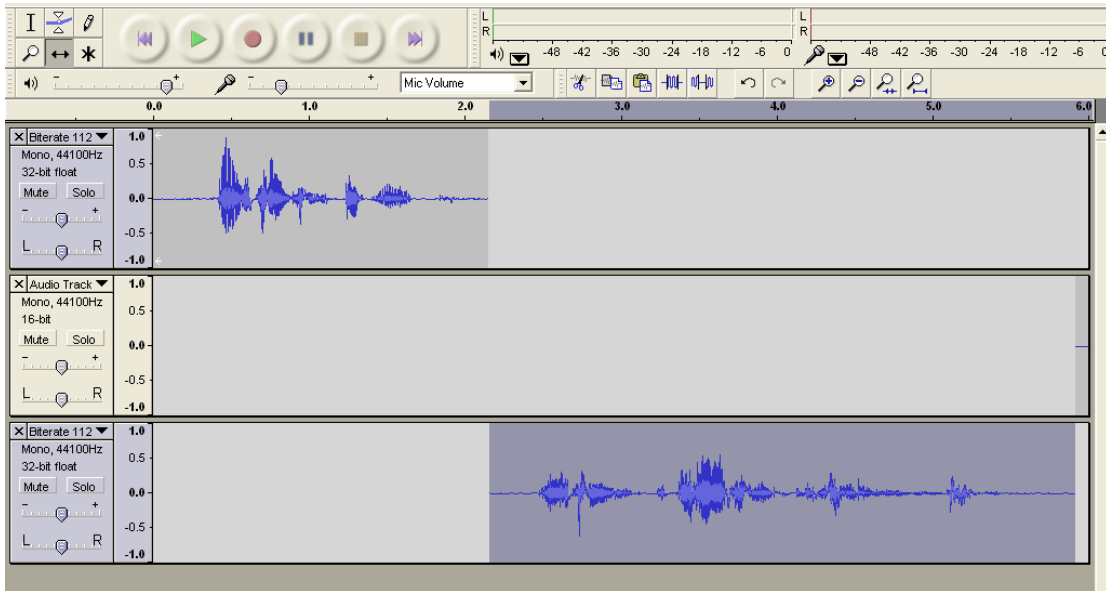 L
R
-48 -42 -36 -30 -24 -18 -12 -6 0
L
R
-48 -42 -36 -30 -24 -18 -12 -6 0
- +
- +
Mic Volume
0.0 1.0 2.0 3.0 4.0 5.0 6.0
X Biterate 112
Mono, 44100Hz
32-bit float
Mute Solo
- +
L R
1.0
0.5
0.0
-0.5
-1.0
X Audio Track
Mono, 44100Hz
16-bit
Mute Solo
- +
L R
1.0
0.5
0.0
-0.5
-1.0
X Biterate 112
Mono, 44100Hz
32-bit float
Mute Solo
- +
L R
1.0
0.5
0.0
-0.5
-1.0